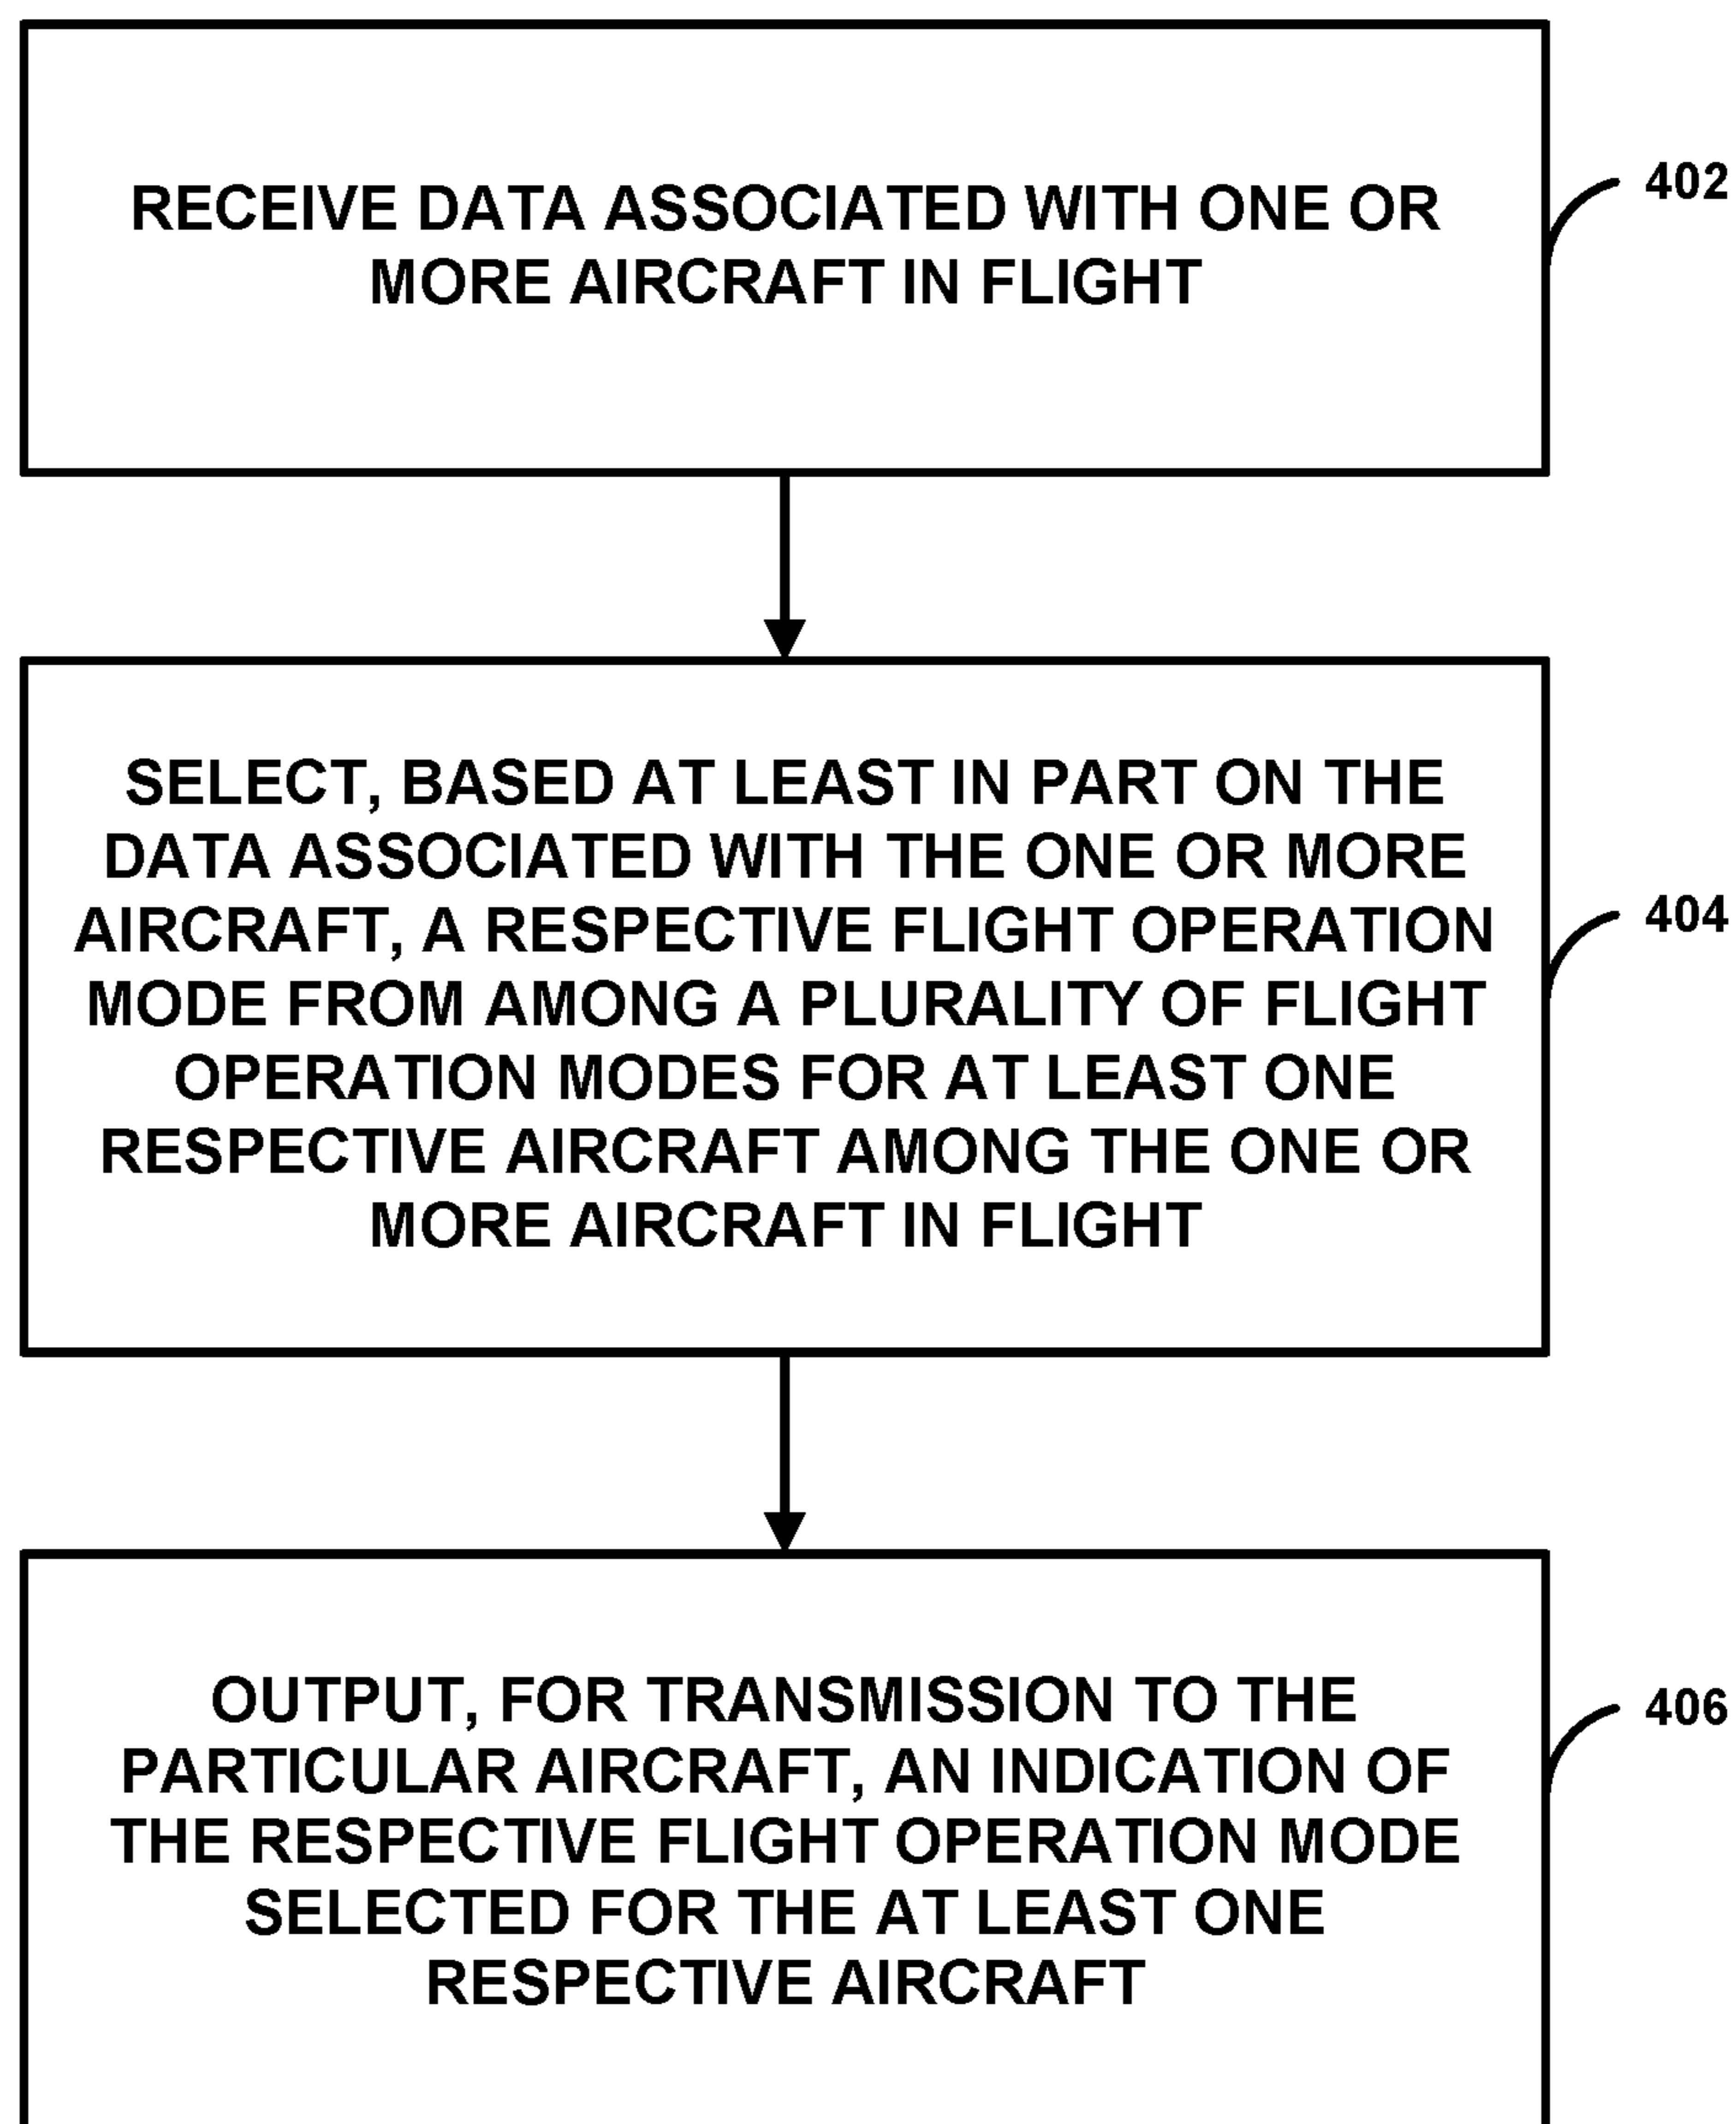 RECEIVE DATA ASSOCIATED WITH ONE OR
MORE AIRCRAFT IN FLIGHT
402
SELECT, BASED AT LEAST IN PART ON THE
DATA ASSOCIATED WITH THE ONE OR MORE
AIRCRAFT, A RESPECTIVE FLIGHT OPERATION
MODE FROM AMONG A PLURALITY OF FLIGHT
OPERATION MODES FOR AT LEAST ONE
RESPECTIVE AIRCRAFT AMONG THE ONE OR
MORE AIRCRAFT IN FLIGHT
404
OUTPUT, FOR TRANSMISSION TO THE
PARTICULAR AIRCRAFT, AN INDICATION OF
THE RESPECTIVE FLIGHT OPERATION MODE
SELECTED FOR THE AT LEAST ONE
RESPECTIVE AIRCRAFT
406